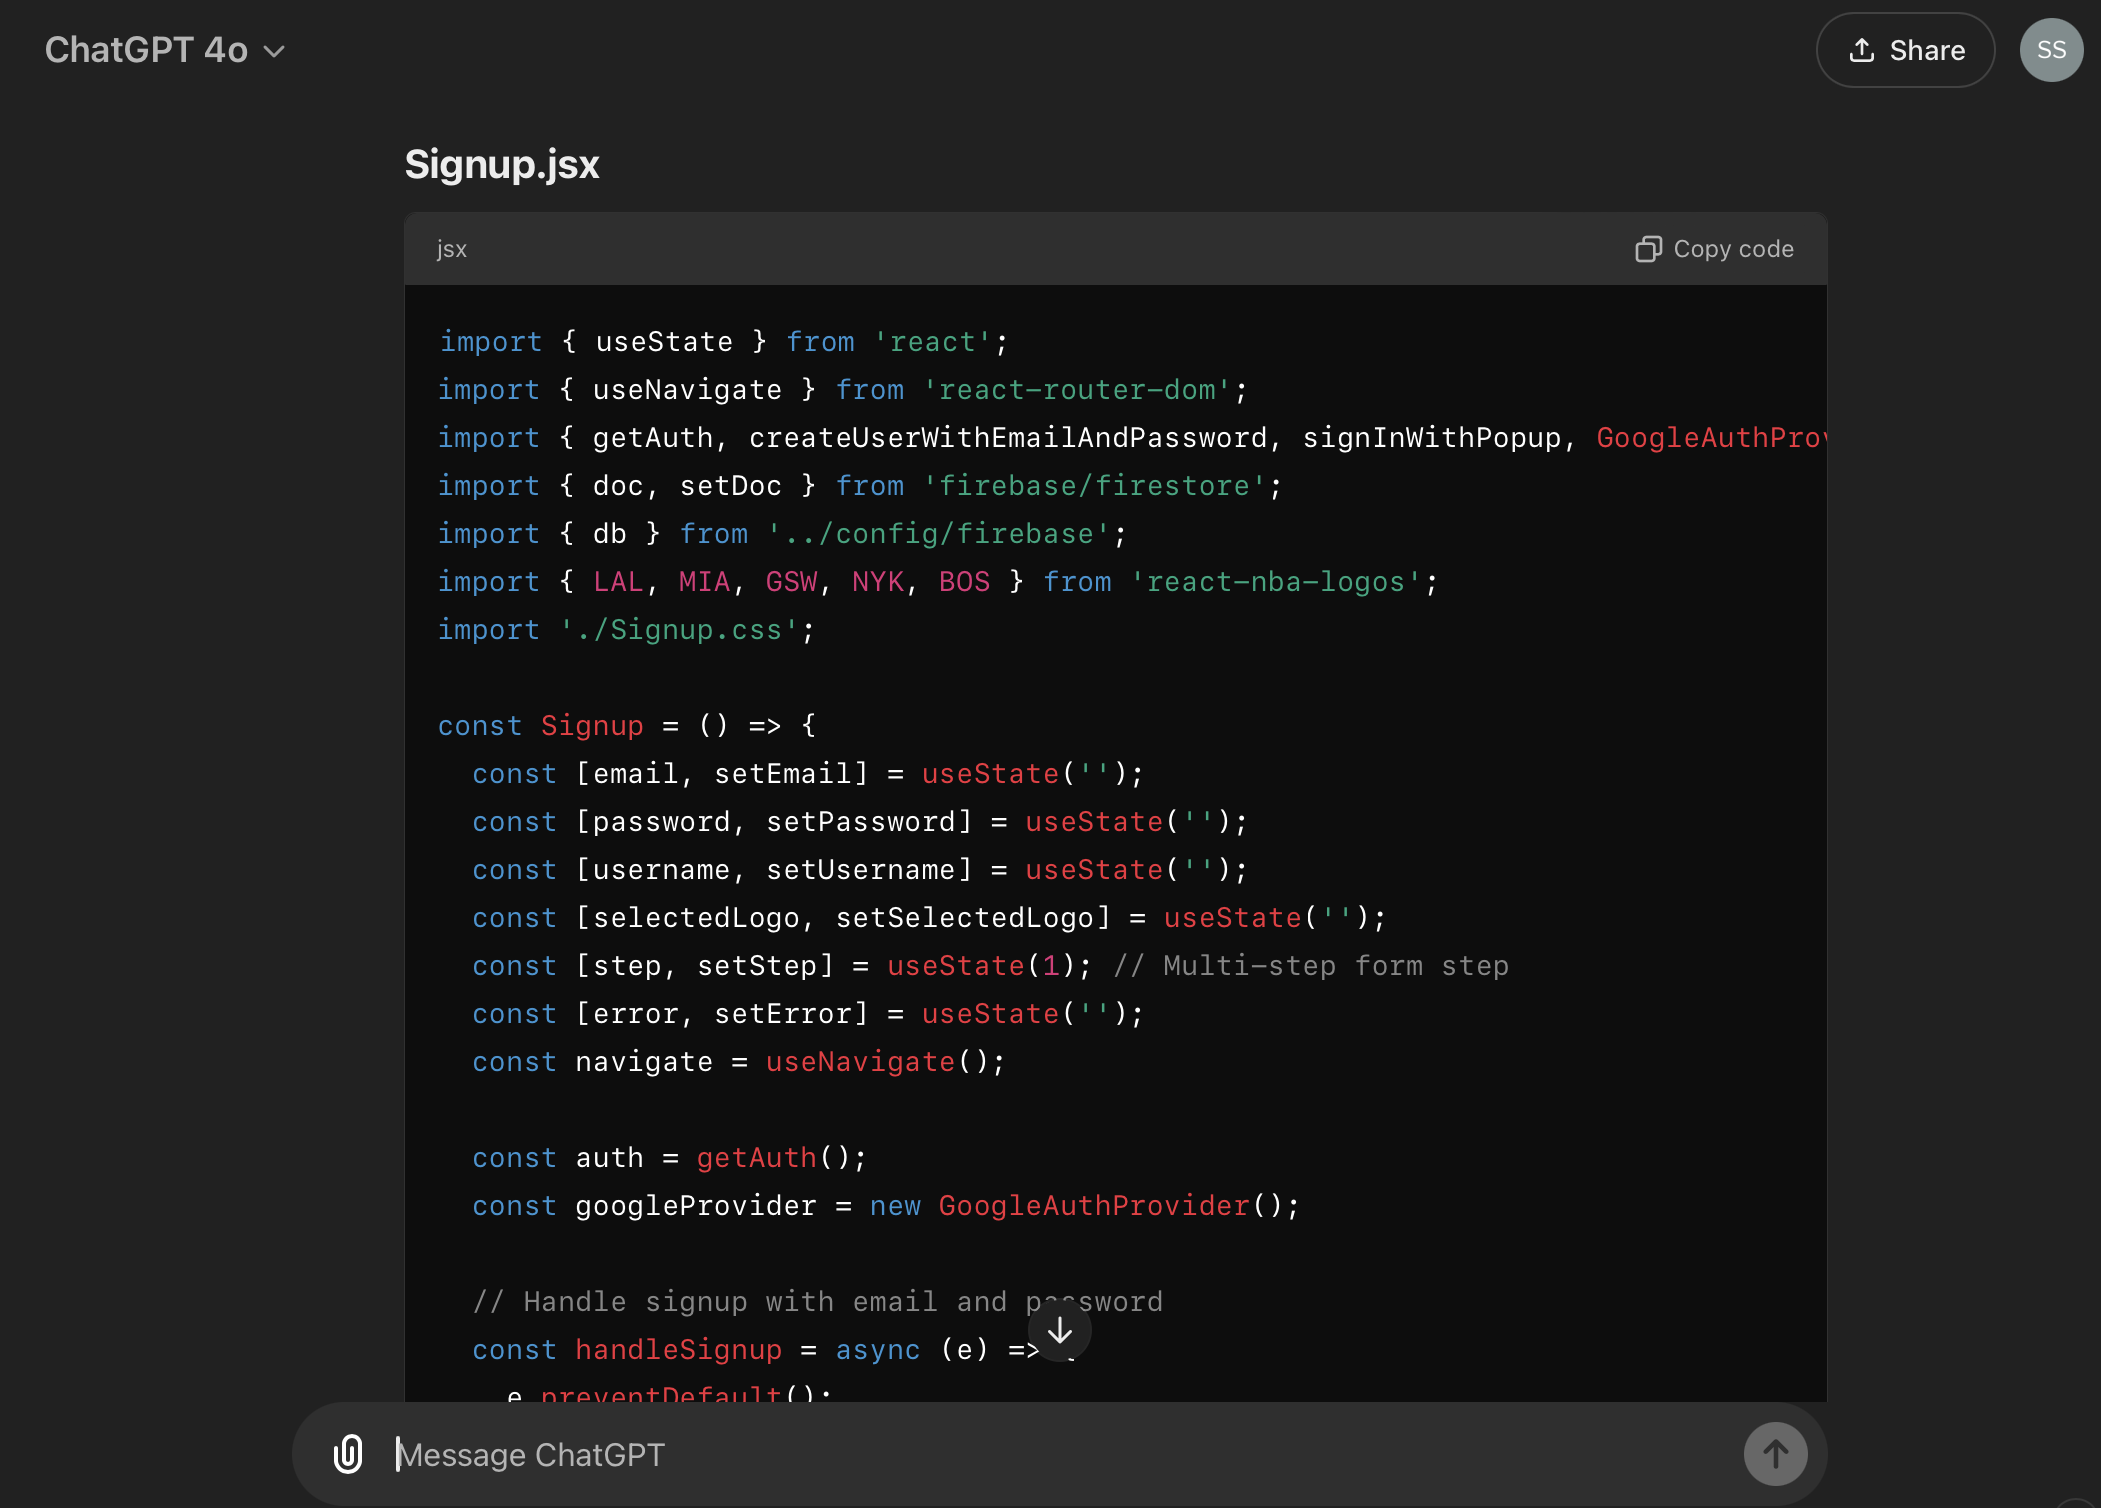 ChatGPT 4o
Share
SS
Signup.jsx
jsx
Copy code
import { useState } from 'react';
import { useNavigate } from 'react-router-dom';
import { getAuth, createUserWithEmailAndPassword, signInWithPopup, GoogleAuthProv
import { doc, setDoc } from 'firebase/firestore';
import { db } from '../config/firebase';
import { LAL, MIA, GSW, NYK, BOS } from 'react-nba-logos';
import './Signup.css';
const Signup = () => {
  const [email, setEmail] = useState('');
  const [password, setPassword] = useState('');
  const [username, setUsername] = useState('');
  const [selectedLogo, setSelectedLogo] = useState('');
  const [step, setStep] = useState(1); // Multi-step form step
  const [error, setError] = useState('');
  const navigate = useNavigate();
  const auth = getAuth();
  const googleProvider = new GoogleAuthProvider();
  // Handle signup with email and password
  const handleSignup = async (e) => {
    e.preventDefault();
Message ChatGPT